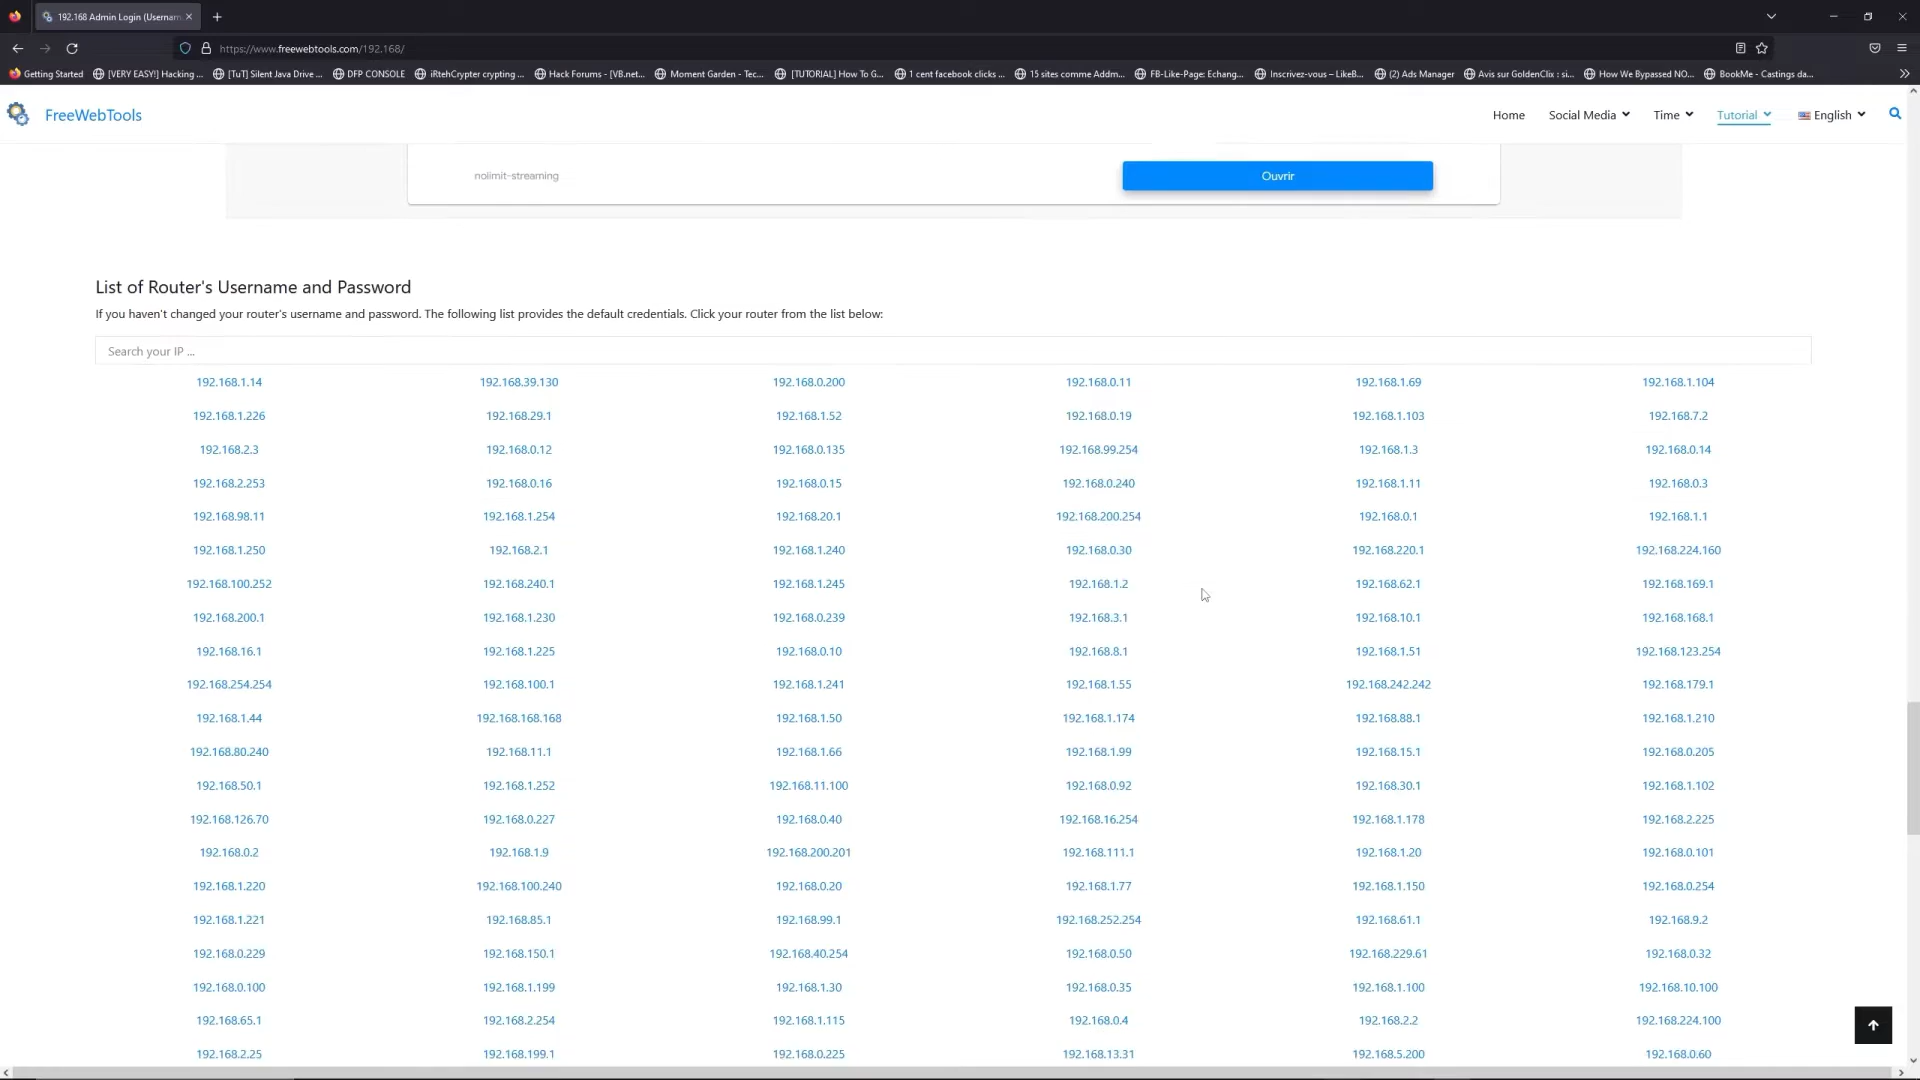 192.168 Admin Login (Usernam
https://www.freewebtools.com/192.168/
Getting Started [VERY EASY!] Hacking ... [TuT] Silent Java Drive ... DFP CONSOLE iRtehCrypter crypting ... Hack Forums - [VB.net... Moment Garden - Tec... [TUTORIAL] How To G... 1 cent facebook clicks ... 15 sites comme Addm... FB-Like-Page: Echang... Inscrivez-vous – LikeB... (2) Ads Manager Avis sur GoldenClix : si... How We Bypassed NO... BookMe - Castings da...
FreeWebTools Home Social Media Time Tutorial English
nolimit-streaming Ouvrir
List of Router's Username and Password
If you haven't changed your router's username and password. The following list provides the default credentials. Click your router from the list below:
Search your IP ...
192.168.1.14 192.168.39.130 192.168.0.200 192.168.0.11 192.168.1.69 192.168.1.104
192.168.1.226 192.168.29.1 192.168.1.52 192.168.0.19 192.168.1.103 192.168.7.2
192.168.2.3 192.168.0.12 192.168.0.135 192.168.99.254 192.168.1.3 192.168.0.14
192.168.2.253 192.168.0.16 192.168.0.15 192.168.0.240 192.168.1.11 192.168.0.3
192.168.98.11 192.168.1.254 192.168.20.1 192.168.200.254 192.168.0.1 192.168.1.1
192.168.1.250 192.168.2.1 192.168.1.240 192.168.0.30 192.168.220.1 192.168.224.160
192.168.100.252 192.168.240.1 192.168.1.245 192.168.1.2 192.168.62.1 192.168.169.1
192.168.200.1 192.168.1.230 192.168.0.239 192.168.3.1 192.168.10.1 192.168.168.1
192.168.16.1 192.168.1.225 192.168.0.10 192.168.8.1 192.168.1.51 192.168.123.254
192.168.254.254 192.168.100.1 192.168.1.241 192.168.1.55 192.168.242.242 192.168.179.1
192.168.1.44 192.168.168.168 192.168.1.50 192.168.1.174 192.168.88.1 192.168.1.210
192.168.80.240 192.168.11.1 192.168.1.66 192.168.1.99 192.168.15.1 192.168.0.205
192.168.50.1 192.168.1.252 192.168.11.100 192.168.0.92 192.168.30.1 192.168.1.102
192.168.126.70 192.168.0.227 192.168.0.40 192.168.16.254 192.168.1.178 192.168.2.225
192.168.0.2 192.168.1.9 192.168.200.201 192.168.111.1 192.168.1.20 192.168.0.101
192.168.1.220 192.168.100.240 192.168.0.20 192.168.1.77 192.168.1.150 192.168.0.254
192.168.1.221 192.168.85.1 192.168.99.1 192.168.252.254 192.168.61.1 192.168.9.2
192.168.0.229 192.168.150.1 192.168.40.254 192.168.0.50 192.168.229.61 192.168.0.32
192.168.0.100 192.168.1.199 192.168.1.30 192.168.0.35 192.168.1.100 192.168.10.100
192.168.65.1 192.168.2.254 192.168.1.115 192.168.0.4 192.168.2.2 192.168.224.100
192.168.2.25 192.168.199.1 192.168.0.225 192.168.13.31 192.168.5.200 192.168.0.60